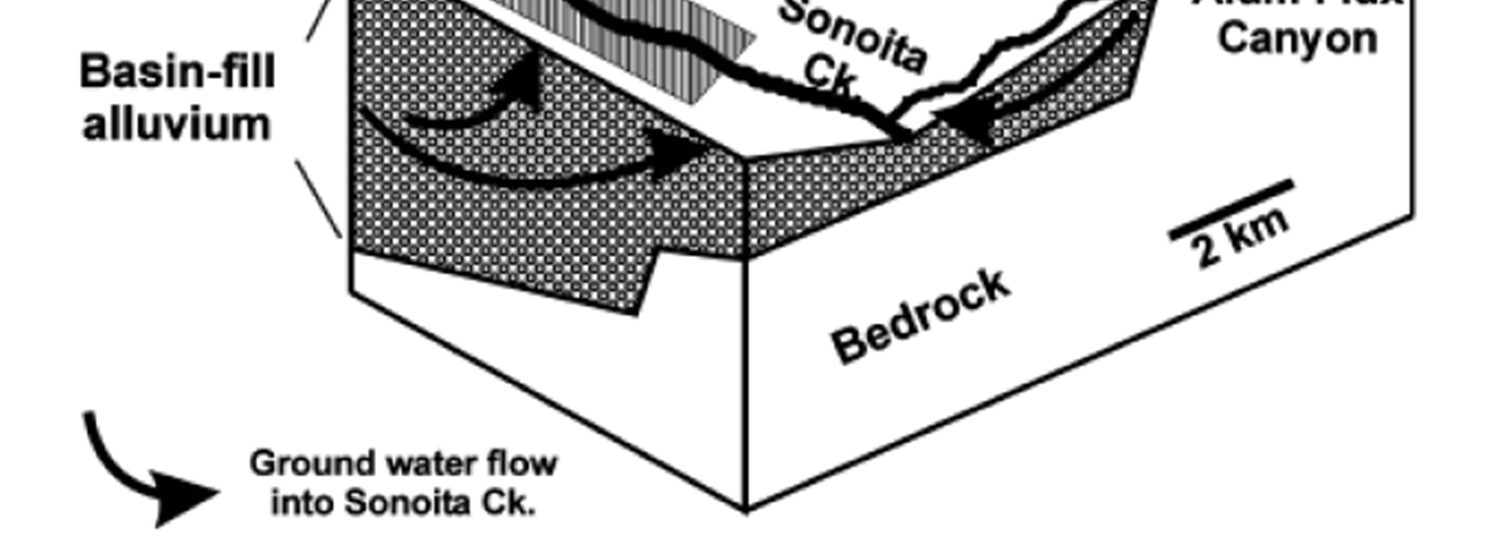 Sonoita
Ck.
Canyon
Basin-fill
alluvium
2 km
Bedrock
Ground water flow
into Sonoita Ck.